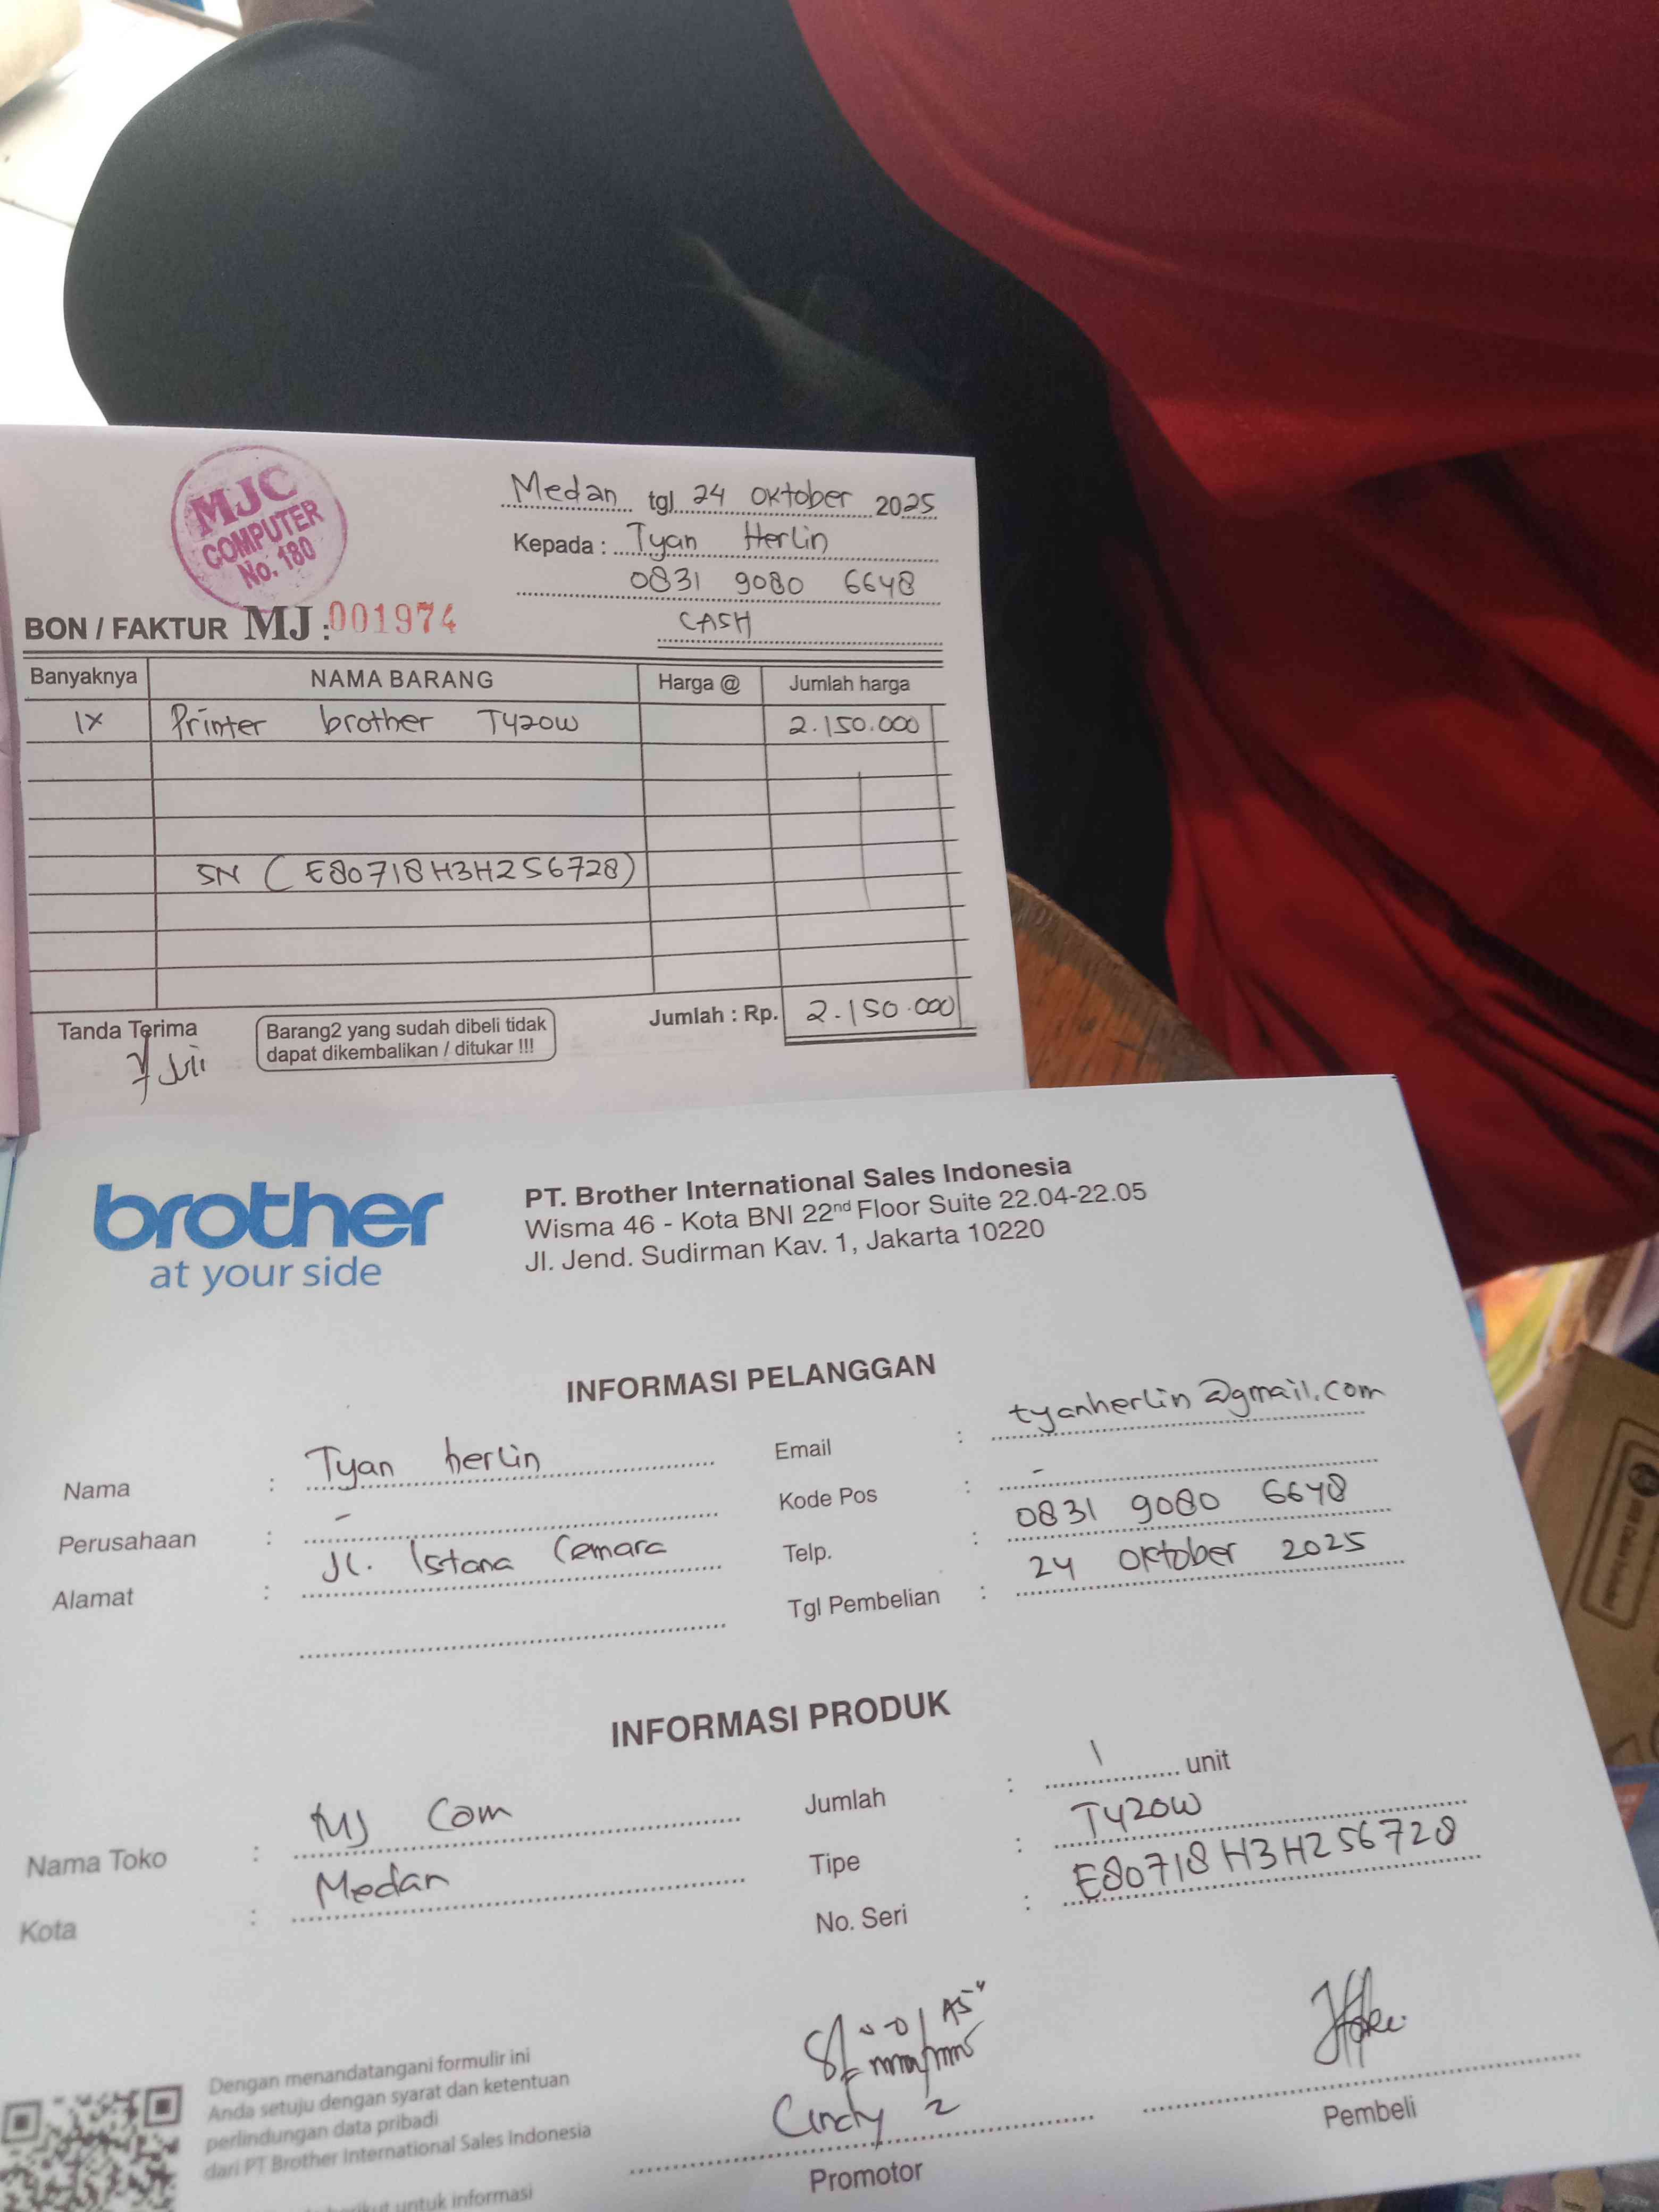 MJC
COMPUTER
No. 180
Medan tgl 24 Oktober 2025
Kepada : Tyan Herlin
0831 9080 6648
CASH
BON / FAKTUR MJ : 001974
Banyaknya NAMA BARANG Harga @ Jumlah harga
1X Printer brother T420W 2.150.000
SN (E80718H3H256728)
Tanda Terima
Juli
Barang2 yang sudah dibeli tidak
dapat dikembalikan / ditukar !!!
Jumlah : Rp. 2.150.000
brother
at your side
PT. Brother International Sales Indonesia
Wisma 46 - Kota BNI 22nd Floor Suite 22.04-22.05
Jl. Jend. Sudirman Kav. 1, Jakarta 10220
INFORMASI PELANGGAN
Nama : Tyan herlin
Perusahaan : -
Alamat : Jl. Istana Cemara
Email : tyanherlin@gmail.com
Kode Pos : -
Telp. : 0831 9080 6648
Tgl Pembelian : 24 Oktober 2025
INFORMASI PRODUK
Nama Toko : MJ Com
Kota : Medan
Jumlah : 1 unit
Tipe : T420W
No. Seri : E80718H3H256728
Dengan menandatangani formulir ini
Anda setuju dengan syarat dan ketentuan
perlindungan data pribadi
dari PT Brother International Sales Indonesia
untuk informasi
Cindy 2
Promotor
Pembeli